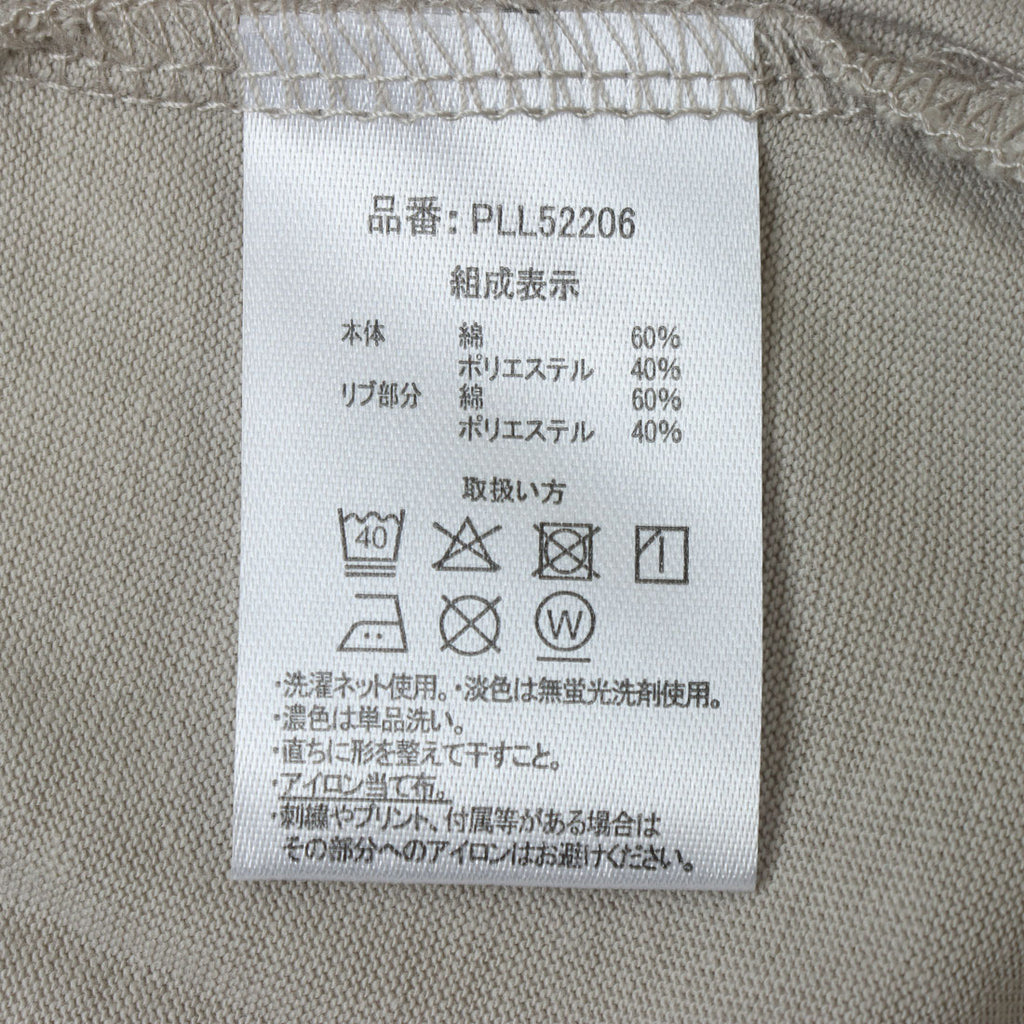 品番: PLL52206
組成表示
本体 綿 60%
ポリエステル 40%
リブ部分 綿 60%
ポリエステル 40%
取扱い方
40
W
・洗濯ネット使用。・淡色は無蛍光洗剤使用。
・濃色は単品洗い。
・直ちに形を整えて干すこと。
・アイロン当て布。
・刺繍やプリント、付属等がある場合は
その部分へのアイロンはお避けください。